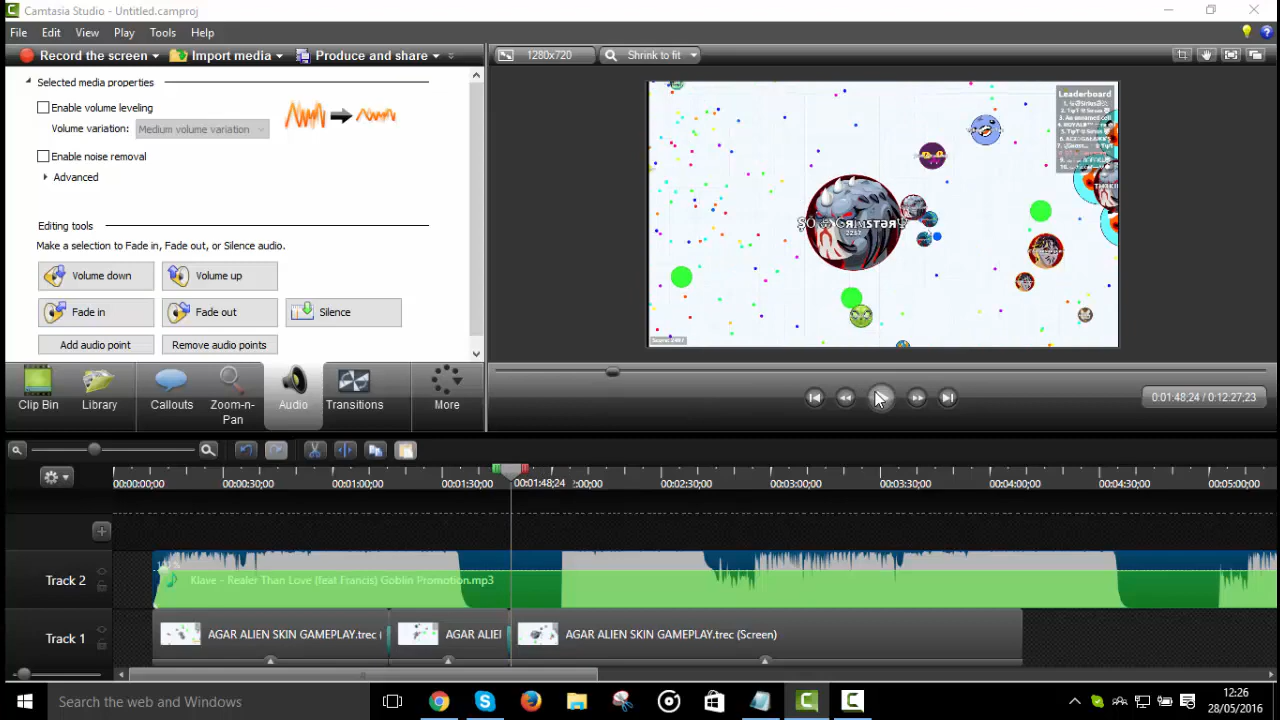 Camtasia Studio - Untitled.camproj
File Edit View Play Tools Help
Record the screen Import media Produce and share
1280x720 Shrink to fit
Selected media properties
Enable volume leveling
Volume variation: Medium volume variation
Enable noise removal
Advanced
Editing tools
Make a selection to Fade in, Fade out, or Silence audio.
Volume down Volume up
Fade in Fade out Silence
Add audio point Remove audio points
Leaderboard
2267
Clip Bin Library Callouts Zoom-n-Pan Audio Transitions More
0:01:48;24 / 0:12:27;23
00:00:00;00 00:00:30;00 00:01:00;00 00:01:30;00 00:01:48;24 :00;00 00:02:30;00 00:03:00;00 00:03:30;00 00:04:00;00 00:04:30;00 00:05:00;00
Track 2
Klave - Realer Than Love (feat Francis) Goblin Promotion.mp3
Track 1
AGAR ALIEN SKIN GAMEPLAY.trec ( AGAR ALIEI AGAR ALIEN SKIN GAMEPLAY.trec (Screen)
Search the web and Windows
12:26
28/05/2016